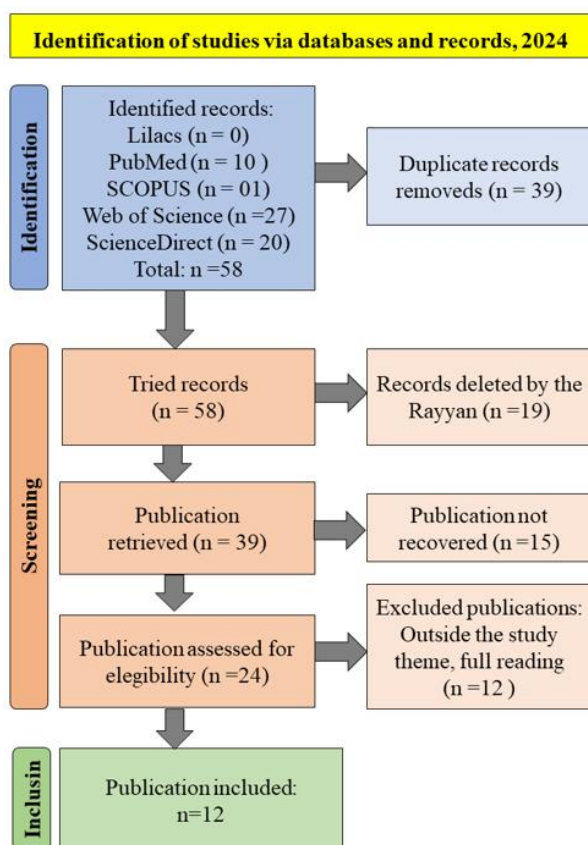 Identification of studies via databases and records, 2024
Identification
Identified records:
Lilacs (n = 0)
PubMed (n = 10 )
SCOPUS (n = 01)
Web of Science (n =27)
ScienceDirect (n = 20)
Total: n =58
Duplicate records
removeds (n = 39)
Screening
Tried records
(n = 58)
Records deleted by the
Rayyan (n =19)
Publication
retrieved (n = 39)
Publication not
recovered (n =15)
Publication assessed for
elegibility (n =24)
Excluded publications:
Outside the study
theme, full reading
(n =12 )
Inclusin
Publication included:
n=12